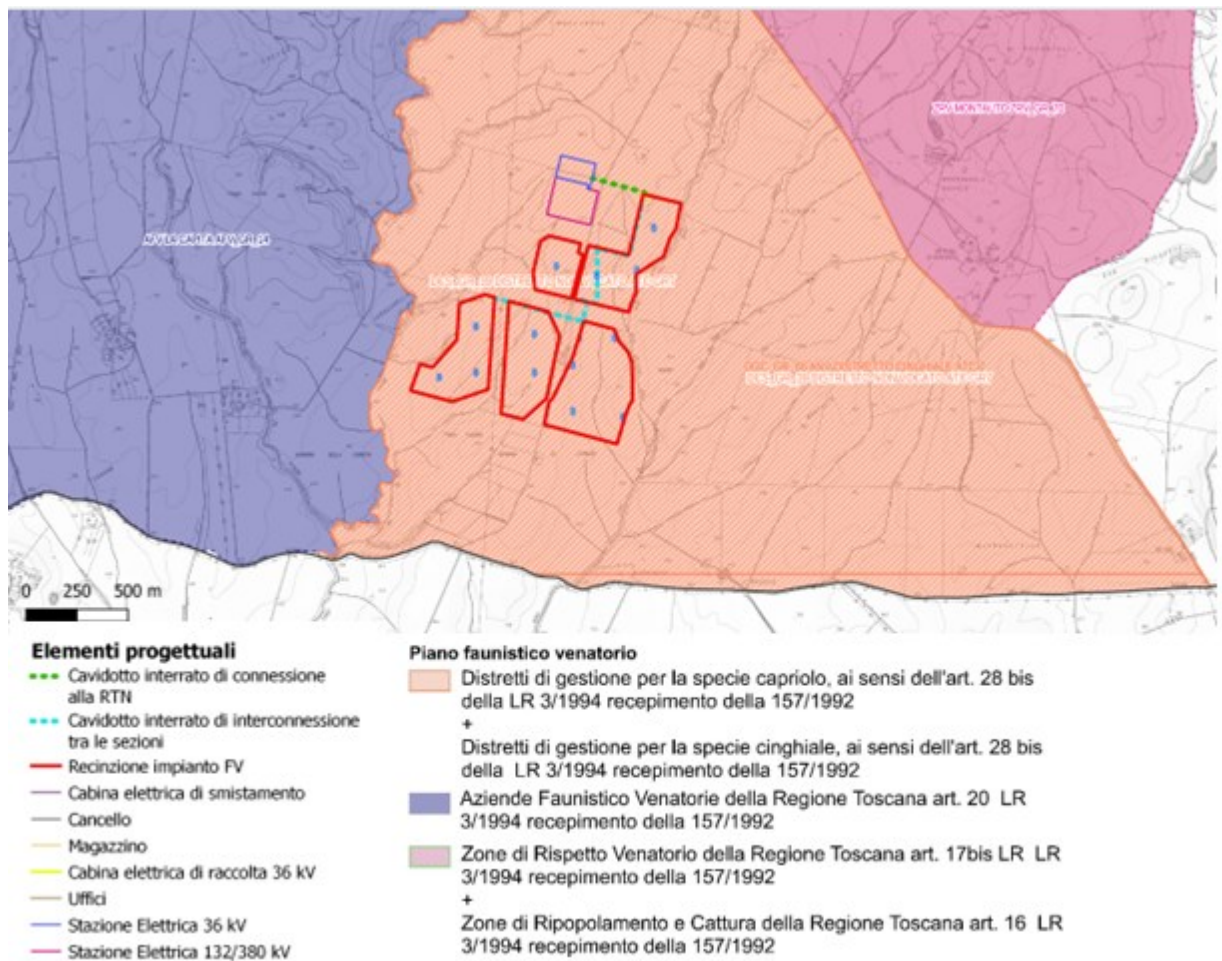 ZRV MONTAUTO ZRV_GR_12
0 250 500 m
Elementi progettuali
Cavidotto interrato di connessione
alla RTN
Cavidotto interrato di interconnessione
tra le sezioni
Recinzione impianto FV
Cabina elettrica di smistamento
Cancello
Magazzino
Cabina elettrica di raccolta 36 kV
Uffici
Stazione Elettrica 36 kV
Stazione Elettrica 132/380 kV
Piano faunistico venatorio
Distretti di gestione per la specie capriolo, ai sensi dell'art. 28 bis
della LR 3/1994 recepimento della 157/1992
+
Distretti di gestione per la specie cinghiale, ai sensi dell'art. 28 bis
della LR 3/1994 recepimento della 157/1992
Aziende Faunistico Venatorie della Regione Toscana art. 20 LR
3/1994 recepimento della 157/1992
Zone di Rispetto Venatorio della Regione Toscana art. 17bis LR LR
3/1994 recepimento della 157/1992
+
Zone di Ripopolamento e Cattura della Regione Toscana art. 16 LR
3/1994 recepimento della 157/1992